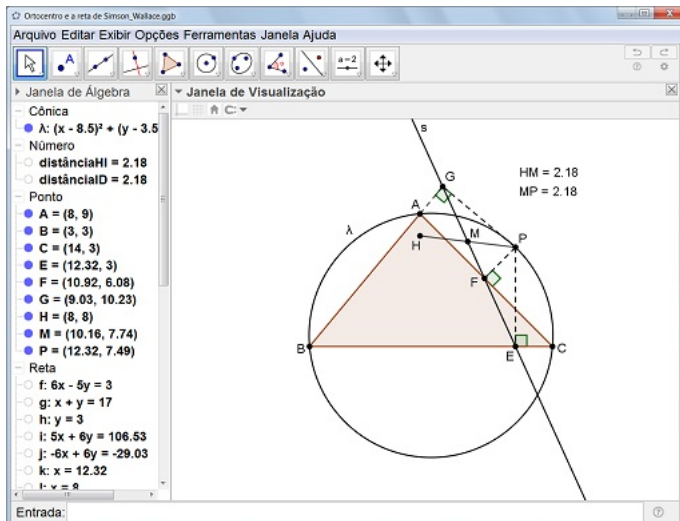 Ortocentro e a reta de Simson_Wallace.ggb
Arquivo Editar Exibir Opções Ferramentas Janela Ajuda
A
a=2
Janela de Álgebra
Cônica
λ: (x - 8.5)² + (y - 3.5
Número
distânciaHI = 2.18
distânciaID = 2.18
Ponto
A = (8, 9)
B = (3, 3)
C = (14, 3)
E = (12.32, 3)
F = (10.92, 6.08)
G = (9.03, 10.23)
H = (8, 8)
M = (10.16, 7.74)
P = (12.32, 7.49)
Reta
f: 6x - 5y = 3
g: x + y = 17
h: y = 3
i: 5x + 6y = 106.53
j: -6x + 6y = -29.03
k: x = 12.32
l: x = 8
Janela de Visualização
s
G
HM = 2.18
MP = 2.18
A
λ
M
P
H
F
B
E
C
Entrada: